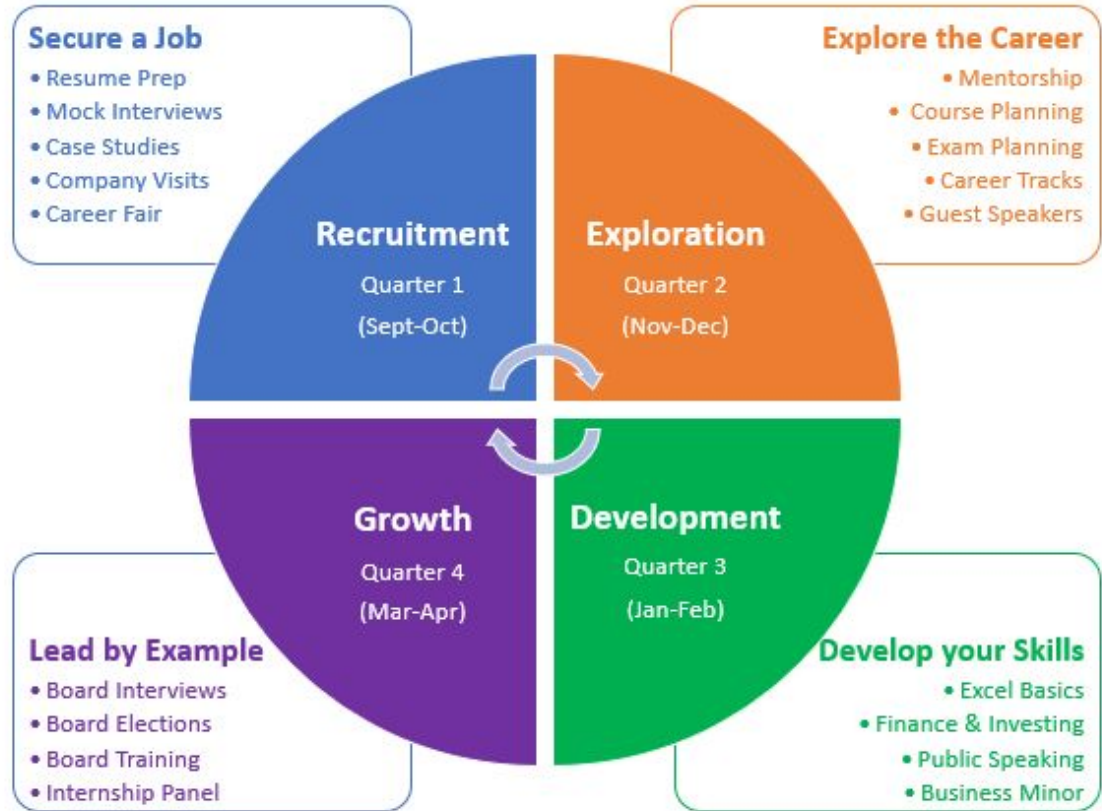 Secure a Job
• Resume Prep
• Mock Interviews
• Case Studies
• Company Visits
• Career Fair
Explore the Career
• Mentorship
• Course Planning
• Exam Planning
• Career Tracks
• Guest Speakers
Recruitment
Quarter 1
(Sept-Oct)
Exploration
Quarter 2
(Nov-Dec)
Growth
Quarter 4
(Mar-Apr)
Development
Quarter 3
(Jan-Feb)
Lead by Example
• Board Interviews
• Board Elections
• Board Training
• Internship Panel
Develop your Skills
• Excel Basics
• Finance & Investing
• Public Speaking
• Business Minor